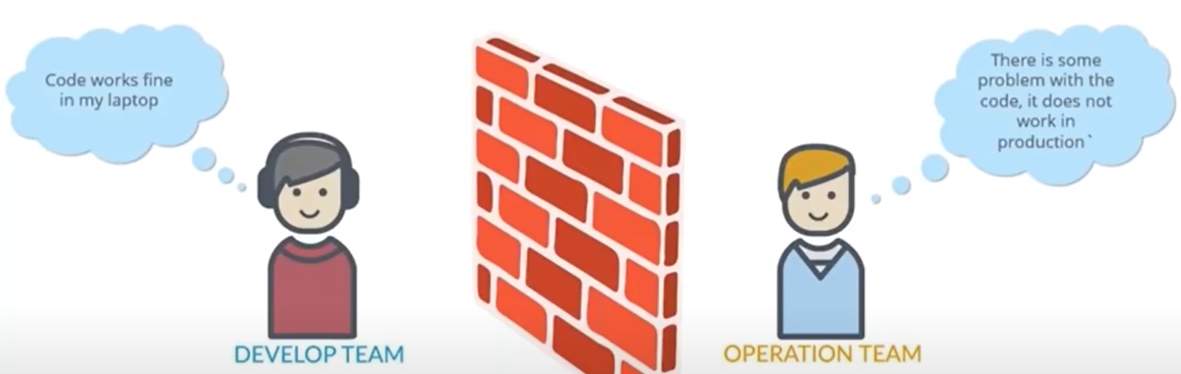 Code works fine
in my laptop
There is some
problem with the
code, it does not
work in
production`
DEVELOP TEAM
OPERATION TEAM